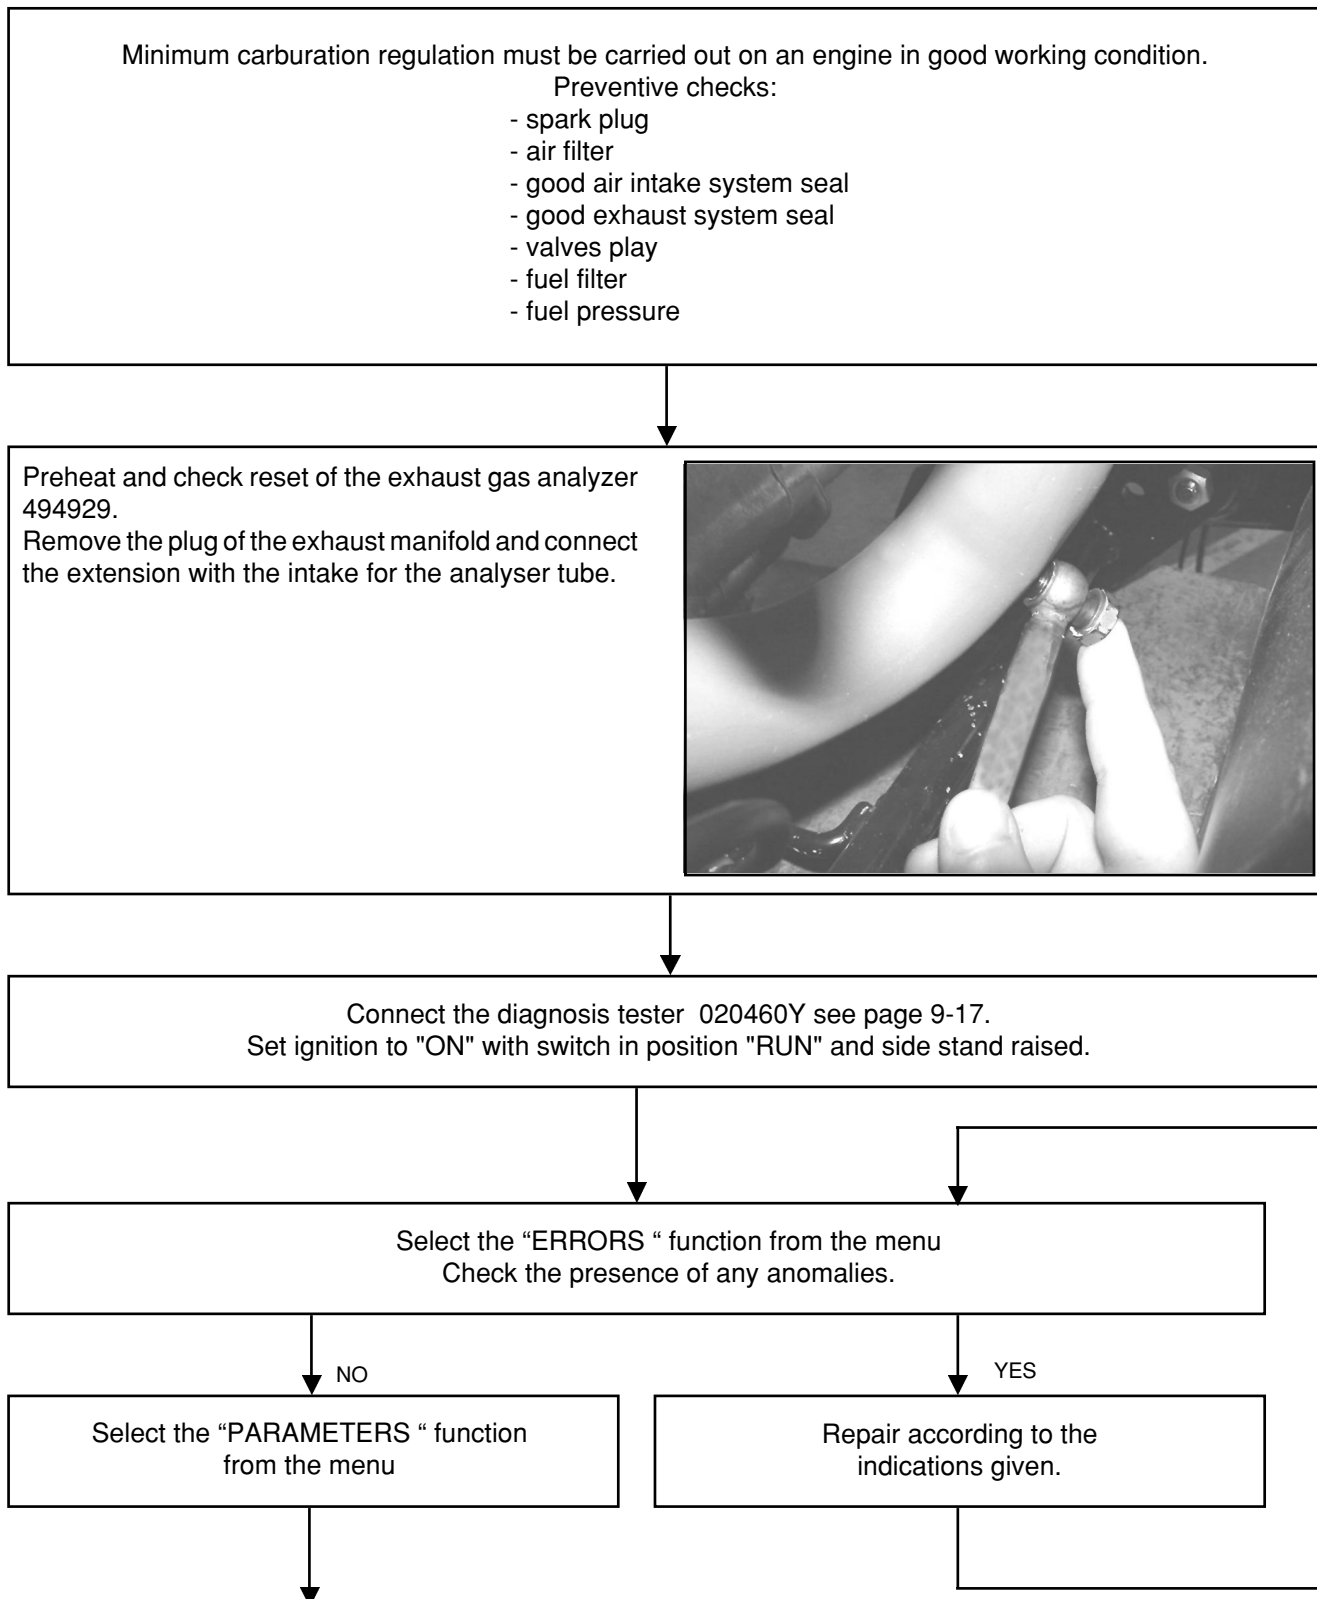 Minimum carburation regulation must be carried out on an engine in good working condition.
Preventive checks:
- spark plug
- air filter
- good air intake system seal
- good exhaust system seal
- valves play
- fuel filter
- fuel pressure
Preheat and check reset of the exhaust gas analyzer
494929.
Remove the plug of the exhaust manifold and connect
the extension with the intake for the analyser tube.
Connect the diagnosis tester 020460Y see page 9-17.
Set ignition to "ON" with switch in position "RUN" and side stand raised.
Select the “ERRORS “ function from the menu
Check the presence of any anomalies.
NO
YES
Select the “PARAMETERS “ function
from the menu
Repair according to the
indications given.